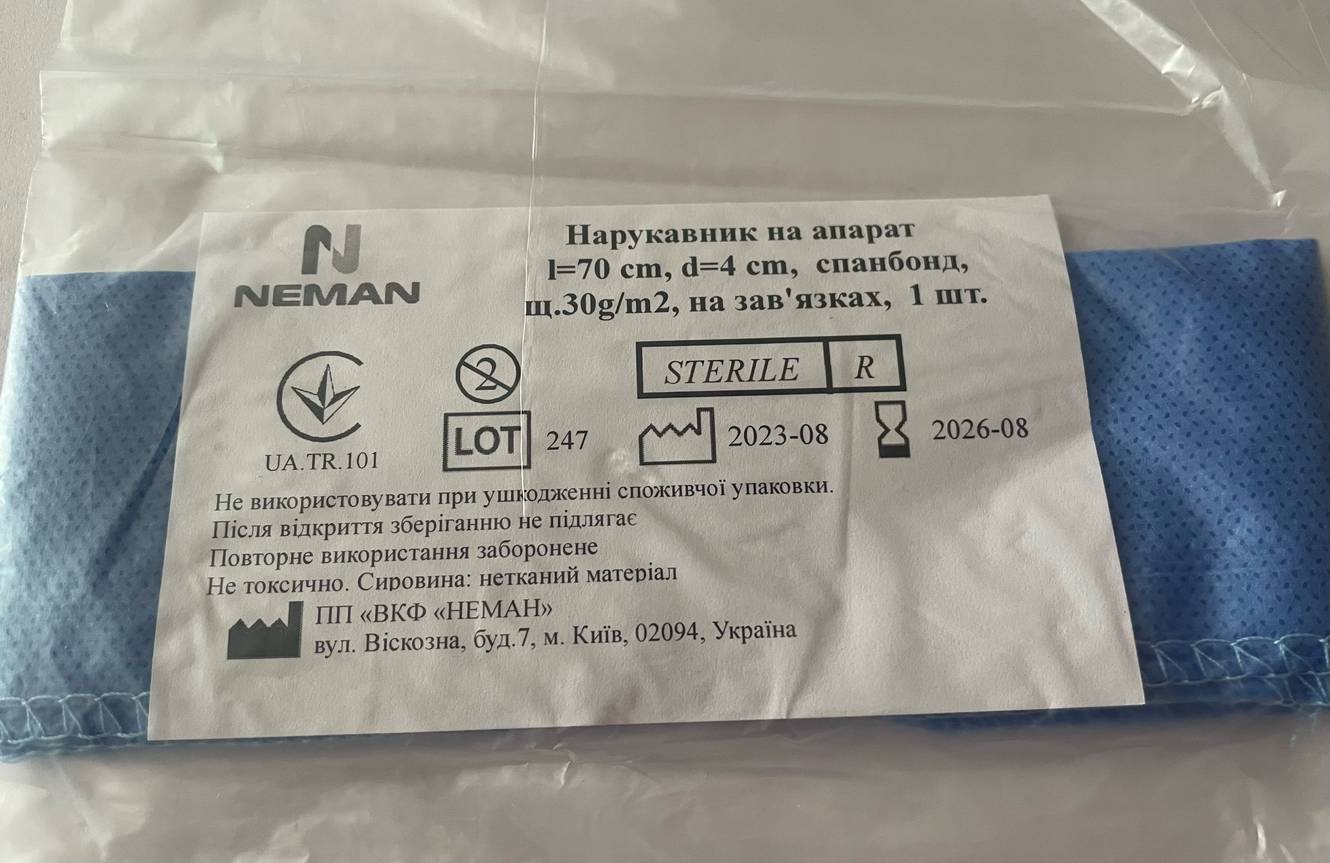 NEMAN
Нарукавник на апарат
l=70 cm, d=4 cm, спанбонд,
щ.30g/m2, на зав'язках, 1 шт.
2
STERILE R
UA.TR.101
LOT 247 2023-08 2026-08
Не використовувати при ушкодженні споживчої упаковки.
Після відкриття зберіганню не підлягає
Повторне використання заборонене
Не токсично. Сировина: нетканий матеріал
ПП «ВКФ «НЕМАН»
вул. Віскозна, буд.7, м. Київ, 02094, Україна